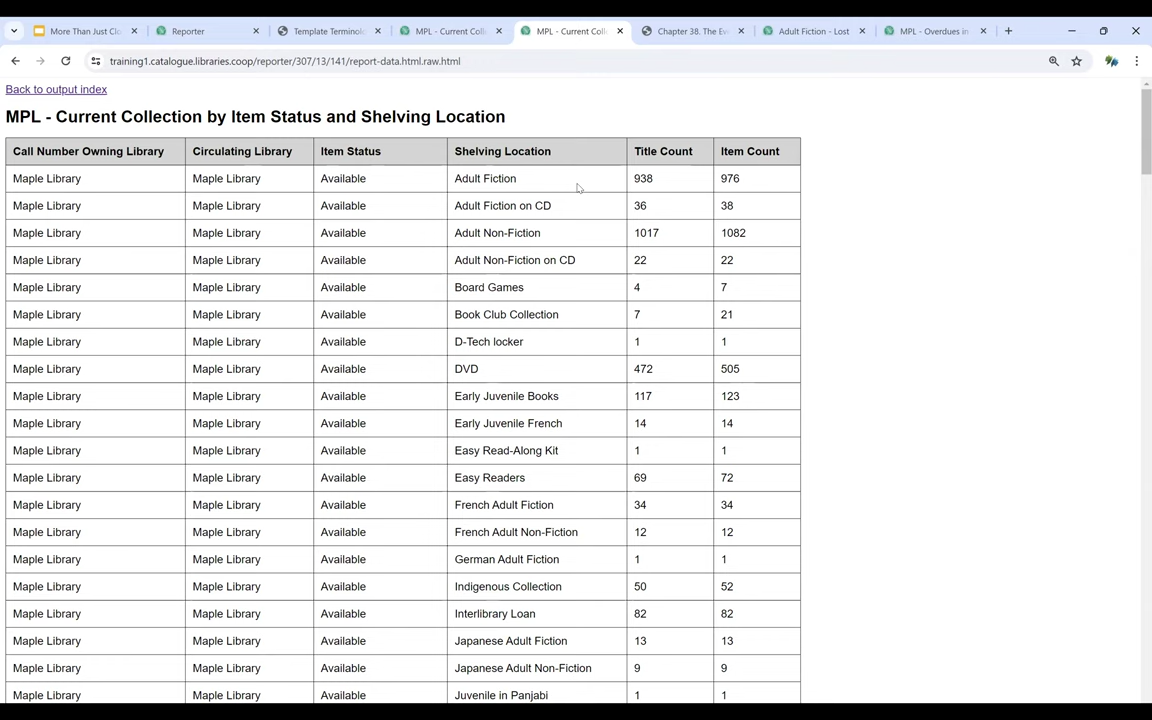 More Than Just Clo
Reporter
Template Terminolo
MPL - Current Colle
MPL - Current Colle
Chapter 38. The Ev
Adult Fiction - Lost
MPL - Overdues in
training1.catalogue.libraries.coop/reporter/307/13/141/report-data.html.raw.html
Back to output index
MPL - Current Collection by Item Status and Shelving Location
Call Number Owning Library Circulating Library Item Status Shelving Location Title Count Item Count
Maple Library Maple Library Available Adult Fiction 938 976
Maple Library Maple Library Available Adult Fiction on CD 36 38
Maple Library Maple Library Available Adult Non-Fiction 1017 1082
Maple Library Maple Library Available Adult Non-Fiction on CD 22 22
Maple Library Maple Library Available Board Games 4 7
Maple Library Maple Library Available Book Club Collection 7 21
Maple Library Maple Library Available D-Tech locker 1 1
Maple Library Maple Library Available DVD 472 505
Maple Library Maple Library Available Early Juvenile Books 117 123
Maple Library Maple Library Available Early Juvenile French 14 14
Maple Library Maple Library Available Easy Read-Along Kit 1 1
Maple Library Maple Library Available Easy Readers 69 72
Maple Library Maple Library Available French Adult Fiction 34 34
Maple Library Maple Library Available French Adult Non-Fiction 12 12
Maple Library Maple Library Available German Adult Fiction 1 1
Maple Library Maple Library Available Indigenous Collection 50 52
Maple Library Maple Library Available Interlibrary Loan 82 82
Maple Library Maple Library Available Japanese Adult Fiction 13 13
Maple Library Maple Library Available Japanese Adult Non-Fiction 9 9
Maple Library Maple Library Available Juvenile in Panjabi 1 1